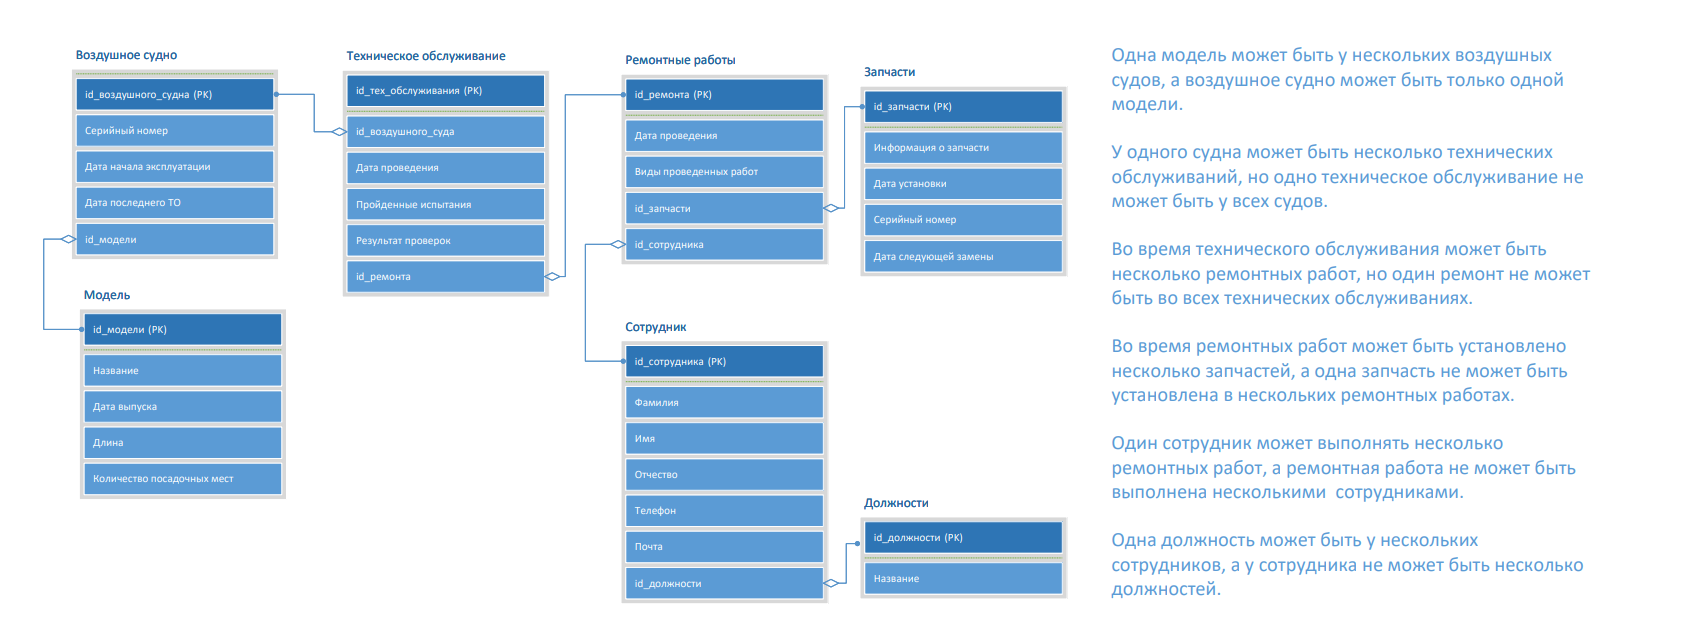 Воздушное судно
id_воздушного_судна (PK)
Серийный номер
Дата начала эксплуатации
Дата последнего ТО
id_модели
Модель
id_модели (PK)
Название
Дата выпуска
Длина
Количество посадочных мест
Техническое обслуживание
id_тех_обслуживания (PK)
id_воздушного_суда
Дата проведения
Пройденные испытания
Результат проверок
id_ремонта
Ремонтные работы
id_ремонта (PK)
Дата проведения
Виды проведенных работ
id_запчасти
id_сотрудника
Сотрудник
id_сотрудника (PK)
Фамилия
Имя
Отчество
Телефон
Почта
id_должности
Запчасти
id_запчасти (PK)
Информация о запчасти
Дата установки
Серийный номер
Дата следующей замены
Должности
id_должности (PK)
Название
Одна модель может быть у нескольких воздушных
судов, а воздушное судно может быть только одной
модели.
У одного судна может быть несколько технических
обслуживаний, но одно техническое обслуживание не
может быть у всех судов.
Во время технического обслуживания может быть
несколько ремонтных работ, но один ремонт не может
быть во всех технических обслуживаниях.
Во время ремонтных работ может быть установлено
несколько запчастей, а одна запчасть не может быть
установлена в нескольких ремонтных работах.
Один сотрудник может выполнять несколько
ремонтных работ, а ремонтная работа не может быть
выполнена несколькими сотрудниками.
Одна должность может быть у нескольких
сотрудников, а у сотрудника не может быть несколько
должностей.